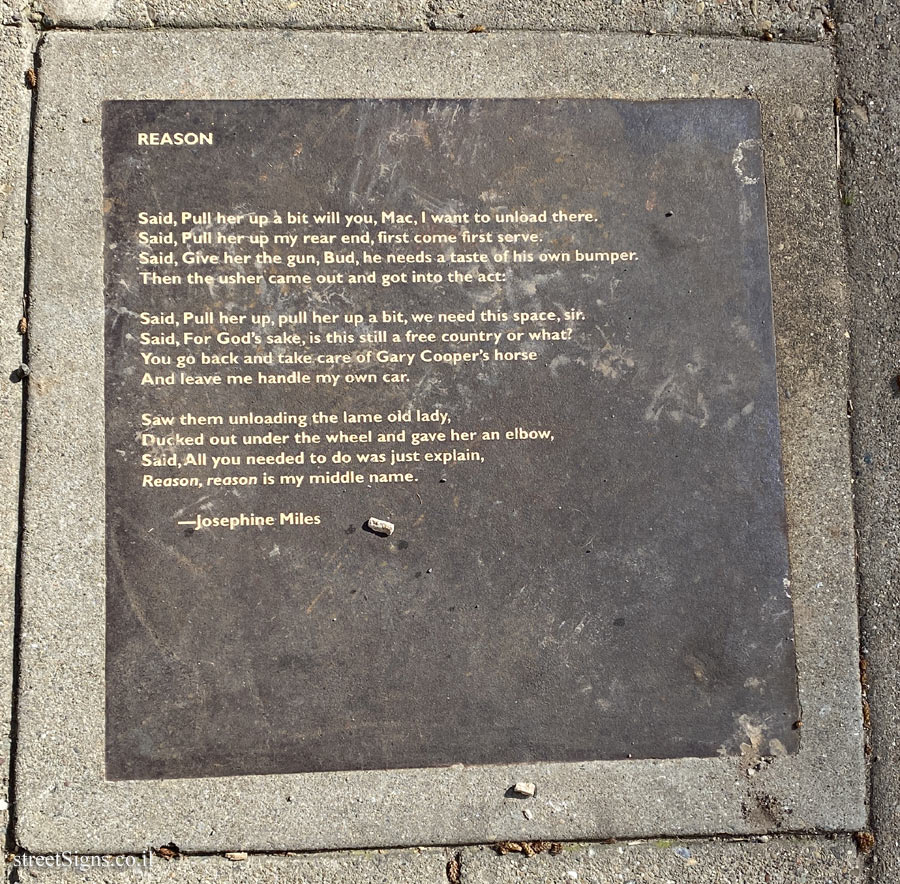 REASON
Said, Pull her up a bit will you, Mac, I want to unload there.
Said, Pull her up my rear end, first come first serve.
Said, Give her the gun, Bud, he needs a taste of his own bumper.
Then the usher came out and got into the act:
Said, Pull her up, pull her up a bit, we need this space, sir.
Said, For God's sake, is this still a free country or what?
You go back and take care of Gary Cooper's horse
And leave me handle my own car.
Saw them unloading the lame old lady,
Ducked out under the wheel and gave her an elbow,
Said, All you needed to do was just explain,
Reason, reason is my middle name.
—Josephine Miles
streetSigns.co.il